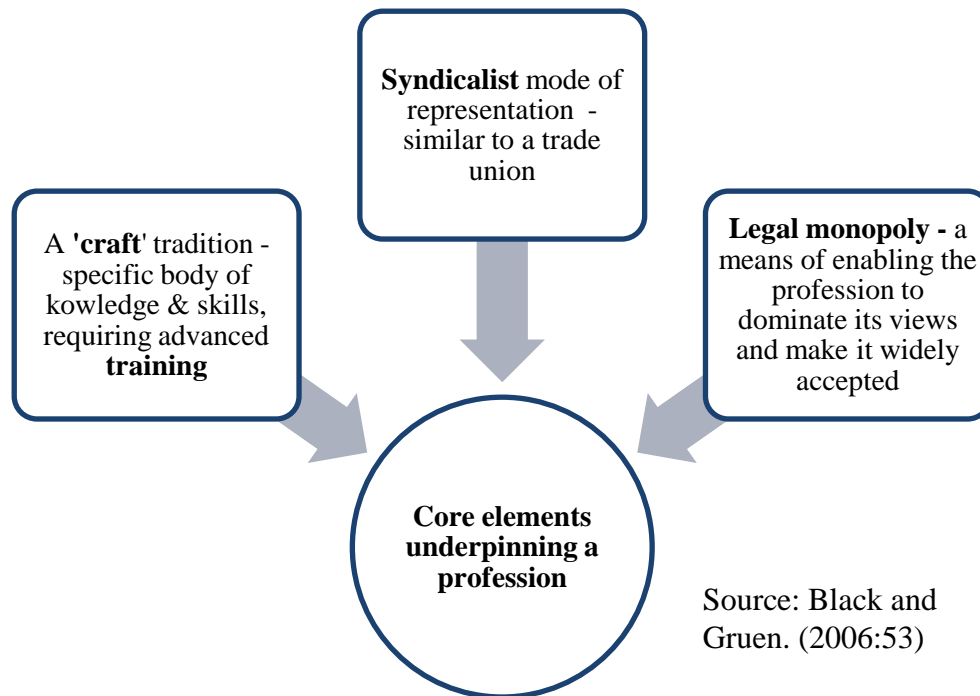 Syndicalist mode of
representation  -
similar to a trade
union
A 'craft' tradition -
specific body of
kowledge & skills,
requiring advanced
training
Legal monopoly - a
means of enabling the
profession to
dominate its views
and make it widely
accepted
Core elements
underpinning a
profession
Source: Black and
Gruen. (2006:53)